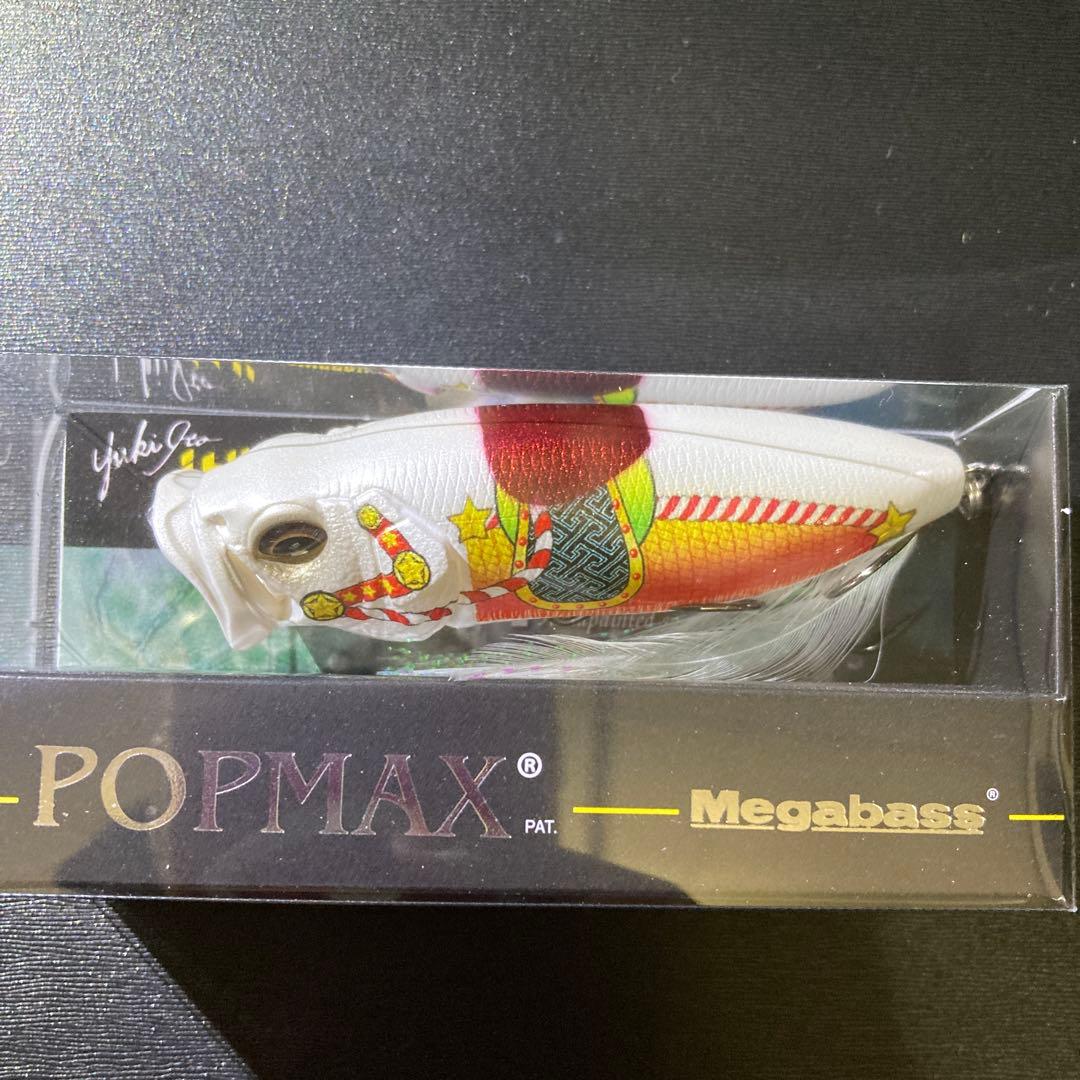 Yuki Ito
POPMAX®
PAT.
Megabass®